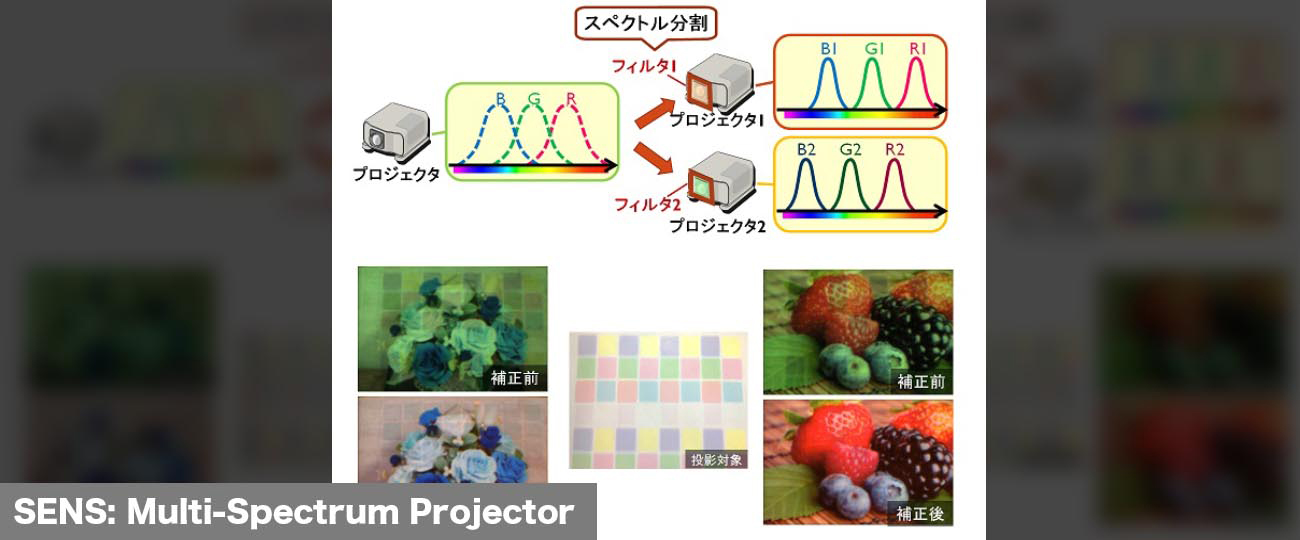 スペクトル分割
フィルタ1
B G R
B1 G1 R1
プロジェクタ1
プロジェクタ
B2 G2 R2
フィルタ2
プロジェクタ2
補正前
補正前
投影対象
補正後
SENS: Multi-Spectrum Projector